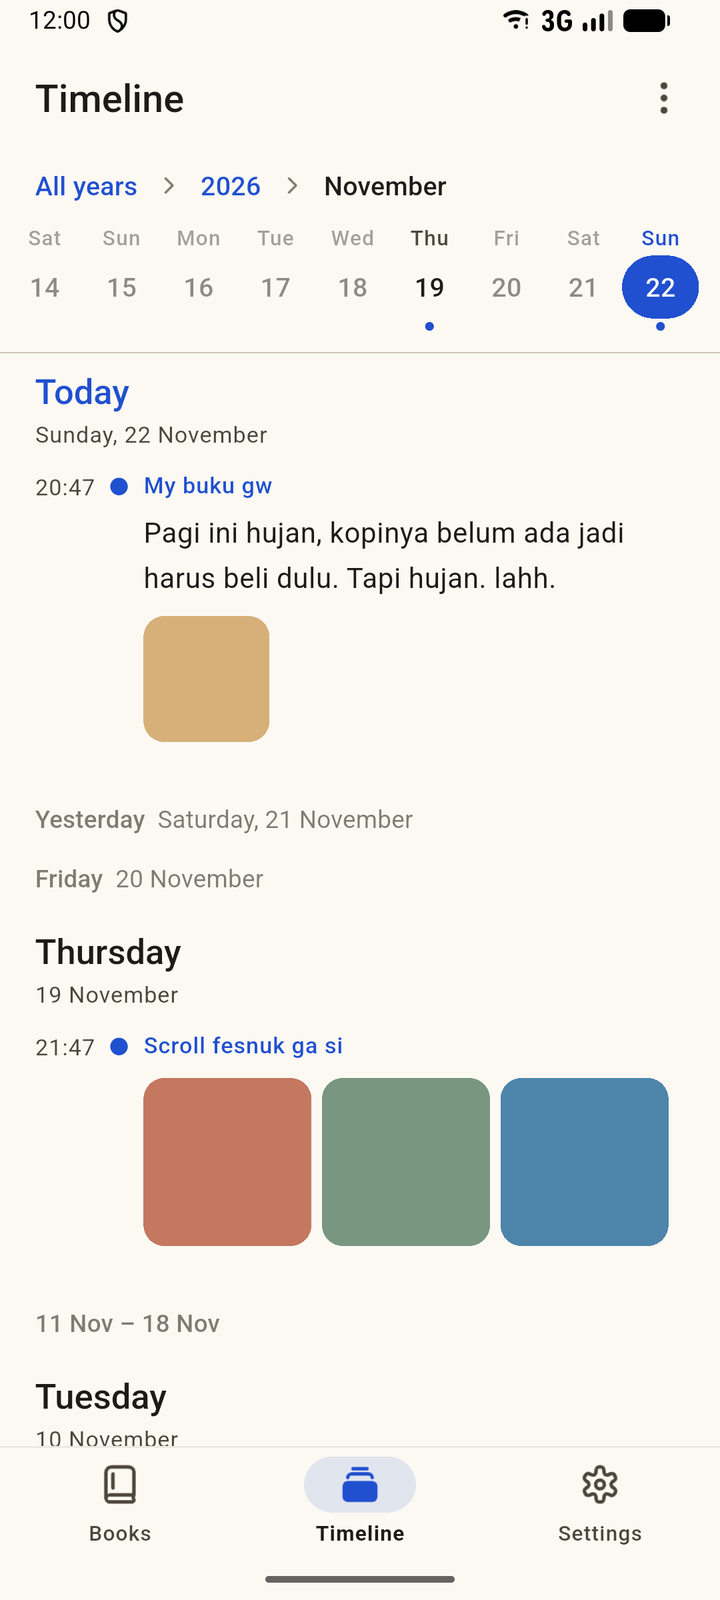 12:00
3G
Timeline
All years > 2026 > November
Sat Sun Mon Tue Wed Thu Fri Sat Sun
14 15 16 17 18 19 20 21 22
Today
Sunday, 22 November
20:47 My buku gw
Pagi ini hujan, kopinya belum ada jadi
harus beli dulu. Tapi hujan. lahh.
Yesterday Saturday, 21 November
Friday 20 November
Thursday
19 November
21:47 Scroll fesnuk ga si
11 Nov – 18 Nov
Tuesday
10 November
Books Timeline Settings